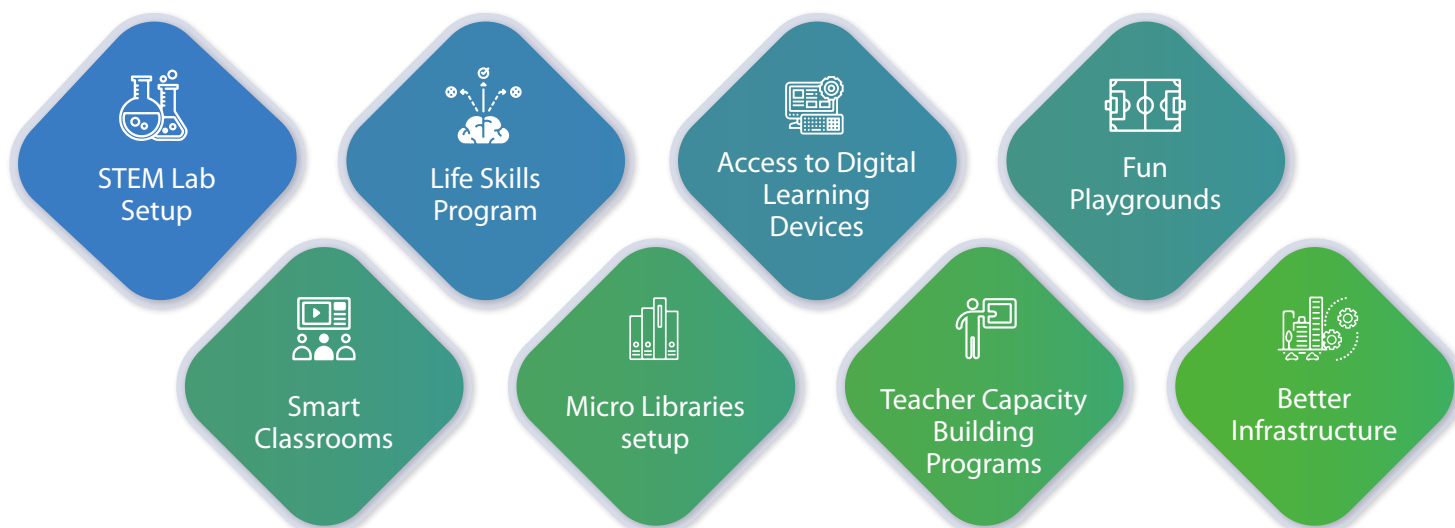 STEM Lab
Setup
Life Skills
Program
Access to Digital
Learning
Devices
Fun
Playgrounds
Smart
Classrooms
Micro Libraries
setup
Teacher Capacity
Building
Programs
Better
Infrastructure